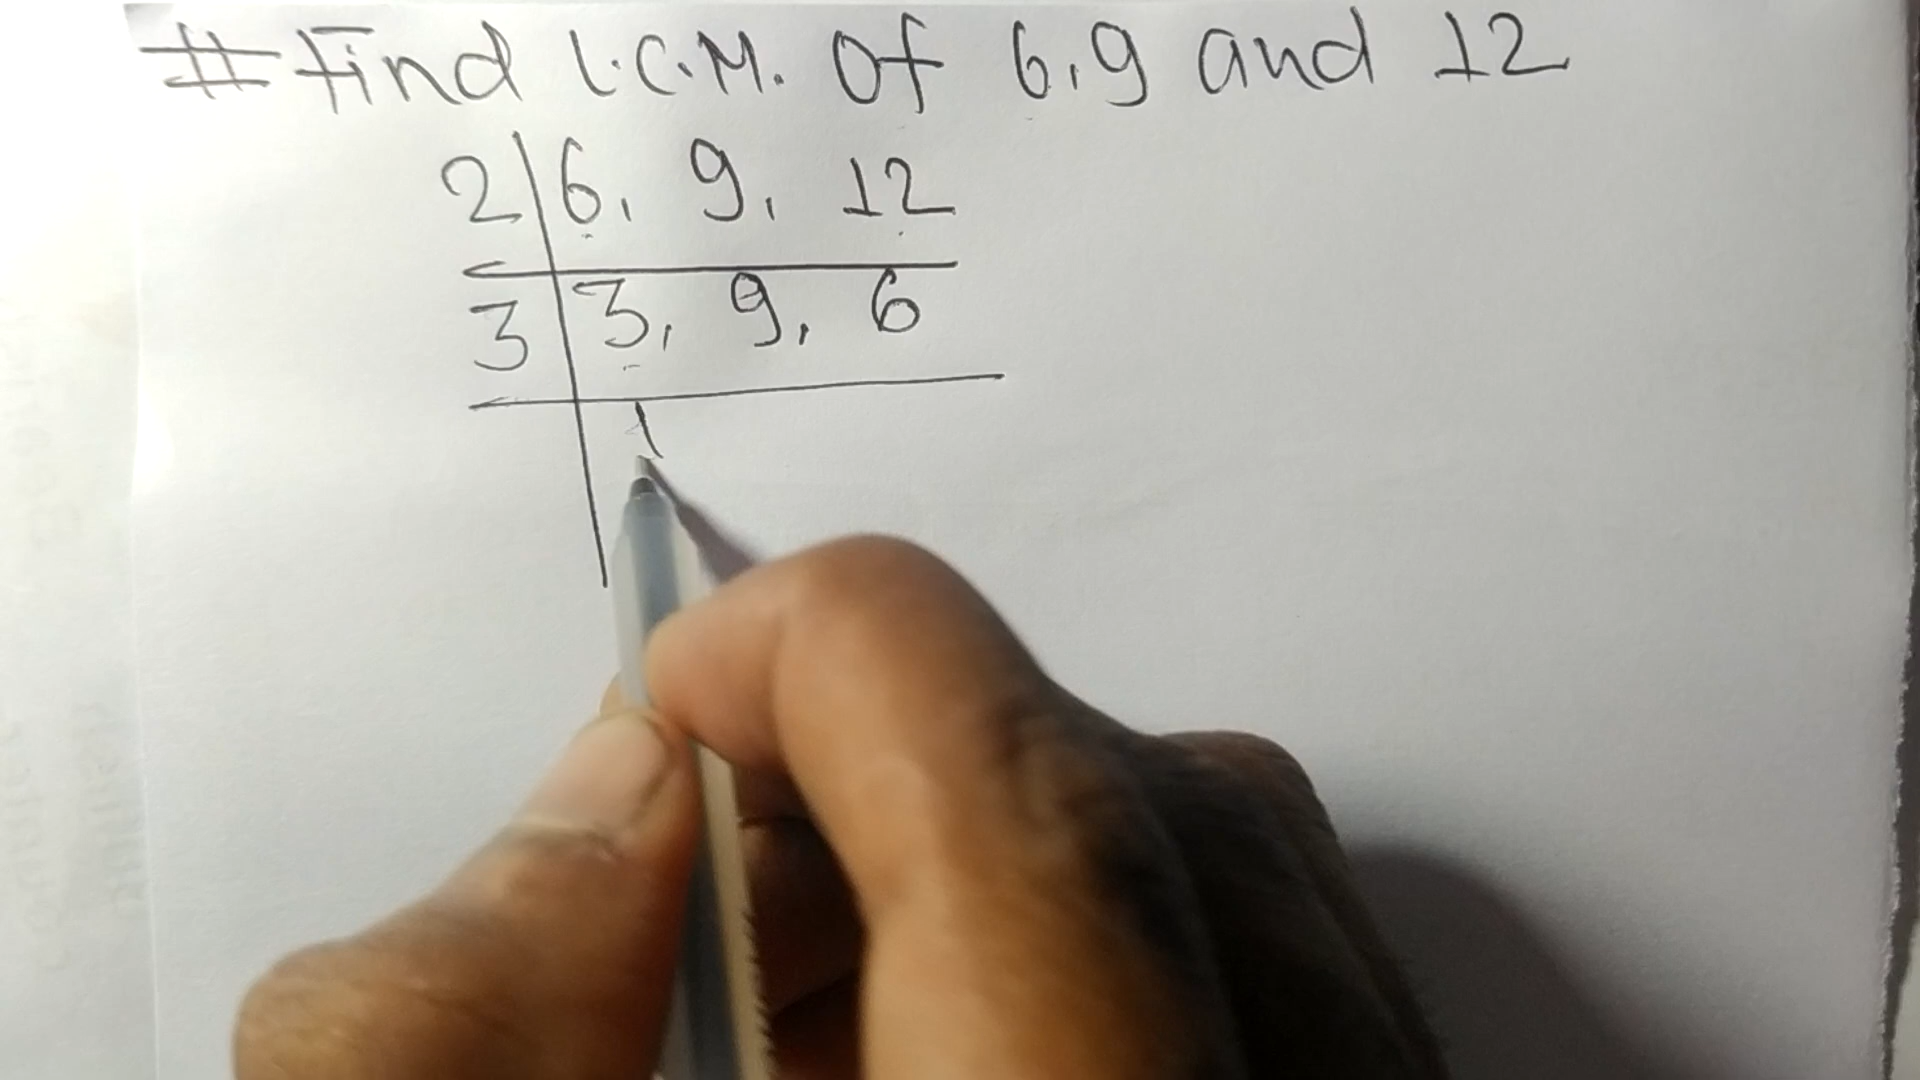 # Find L.C.M. Of 6,9 and 12
2 | 6, 9, 12
3 | 3, 9, 6
1